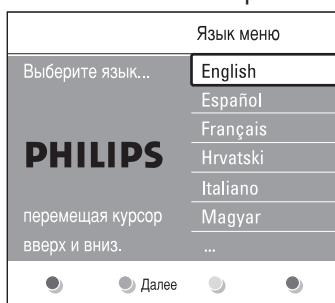 Язык меню
Выберите язык...
English
Español
Français
PHILIPS
Hrvatski
Italiano
перемещая курсор
Magyar
вверх и вниз.
...
Далее